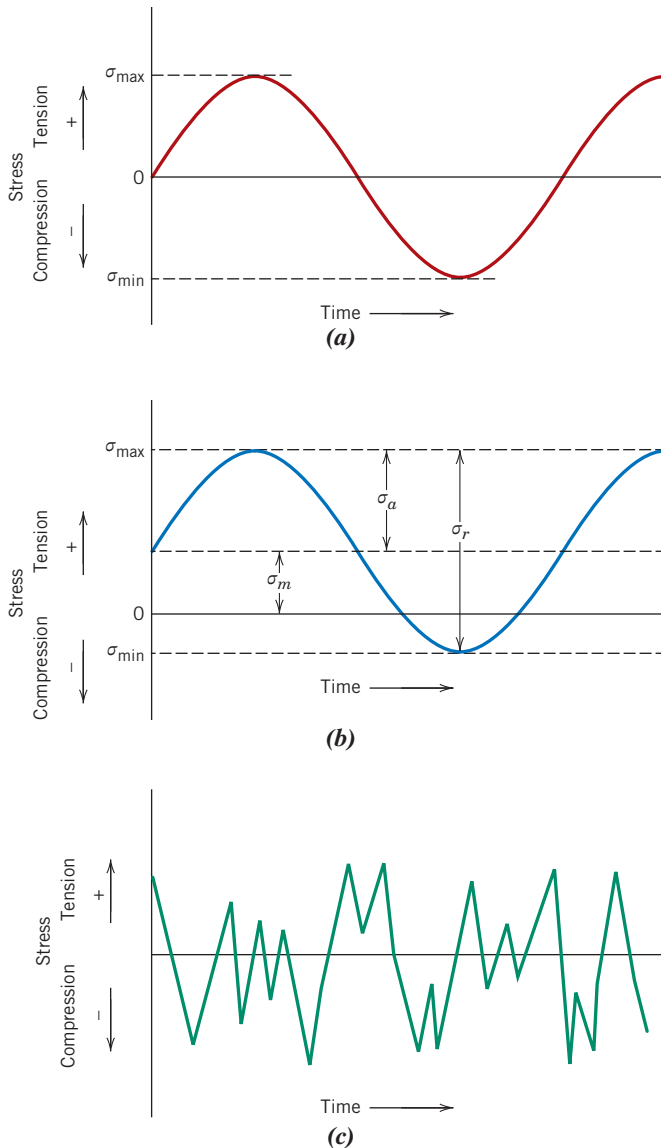 σmax
Tension
+
Stress
0
Compression
−
σmin
Time
(a)
σmax
σa
σr
Tension
+
σm
Stress
0
Compression
−
σmin
Time
(b)
Tension
+
Stress
Compression
−
Time
(c)